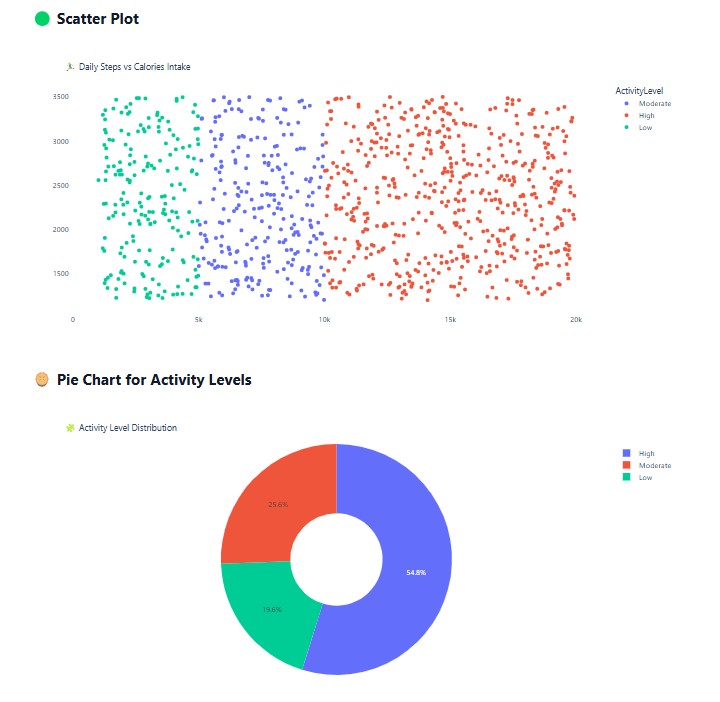 Scatter Plot
Daily Steps vs Calories Intake
ActivityLevel
Moderate
High
Low
3500
3000
2500
2000
1500
0 5k 10k 15k 20k
Pie Chart for Activity Levels
Activity Level Distribution
High
Moderate
Low
25.6%
54.8%
19.6%